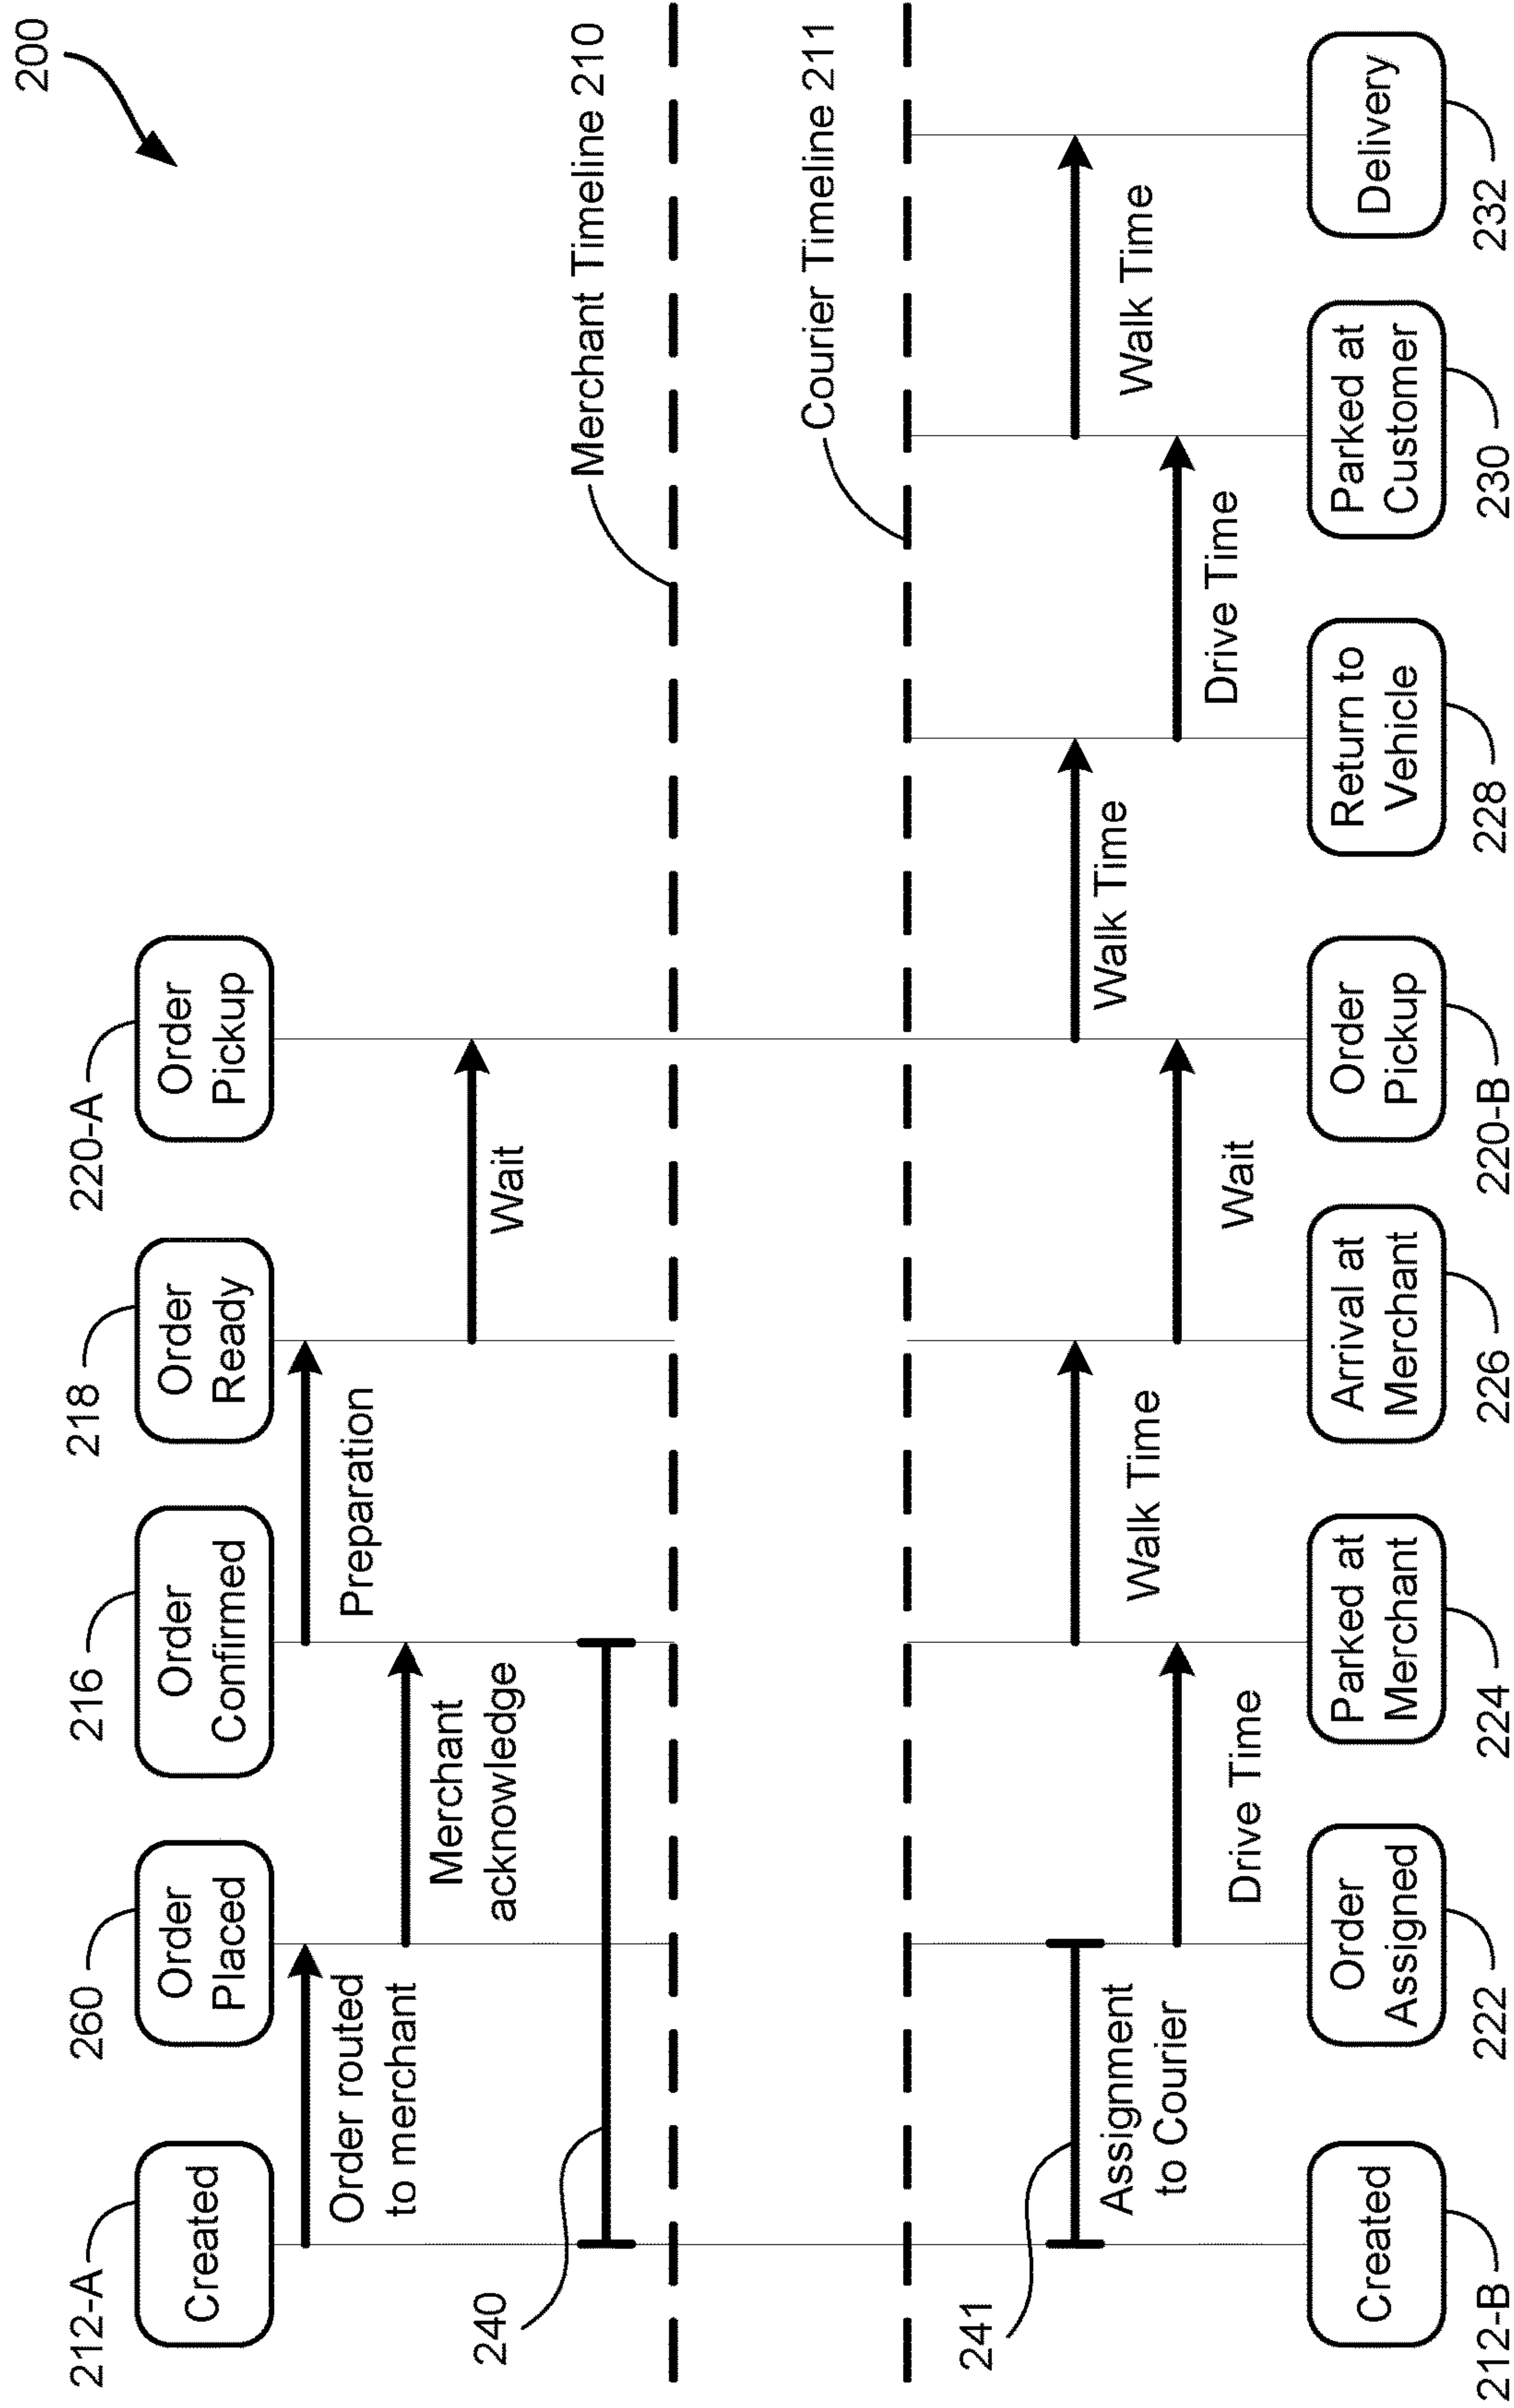 200
212-A
260
216
218
220-A
Created
Order
Placed
Order
Confirmed
Order
Ready
Order
Pickup
Order routed
to merchant
Merchant
acknowledge
Preparation
Wait
240
Merchant Timeline 210
Courier Timeline 211
241
Assignment
to Courier
Drive Time
Walk Time
Wait
Walk Time
Drive Time
Walk Time
Created
Order
Assigned
Parked at
Merchant
Arrival at
Merchant
Order
Pickup
Return to
Vehicle
Parked at
Customer
Delivery
212-B
222
224
226
220-B
228
230
232